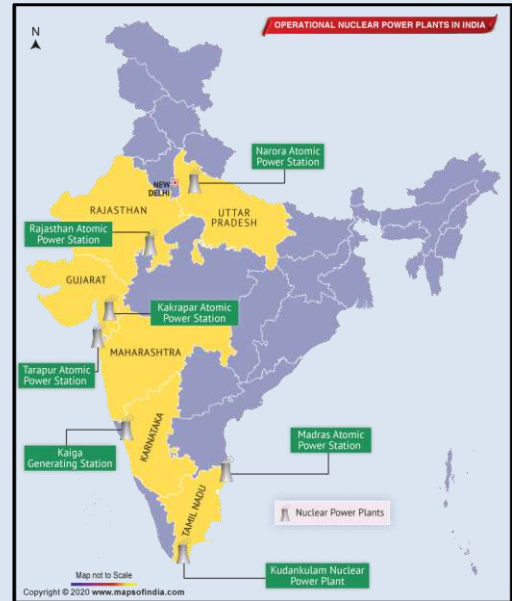 OPERATIONAL NUCLEAR POWER PLANTS IN INDIA
N
Narora Atomic
Power Station
NEW
DELHI
RAJASTHAN
UTTAR
PRADESH
Rajasthan Atomic
Power Station
GUJARAT
Kakrapar Atomic
Power Station
MAHARASHTRA
Tarapur Atomic
Power Station
KARNATAKA
Kaiga
Generating Station
Madras Atomic
Power Station
TAMIL NADU
Nuclear Power Plants
Kudankulam Nuclear
Power Plant
Map not to Scale
Copyright © 2020 www.mapsofindia.com